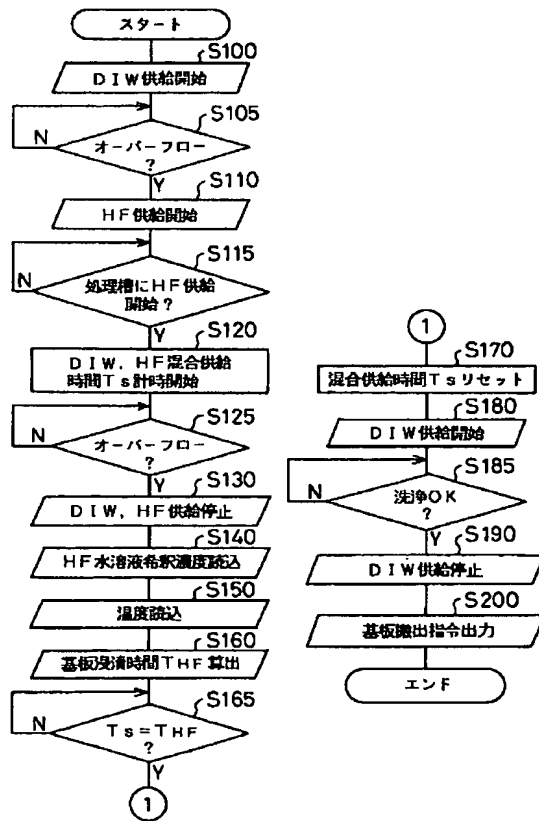 スタート
S100
DIW供給開始
S105
オーバーフロー
?
N
Y
S110
HF供給開始
S115
処理槽にHF供給
開始?
N
Y
S120
DIW,HF混合供給
時間Ts計時開始
S125
オーバーフロー
?
N
Y
S130
DIW,HF供給停止
S140
HF水溶液希釈濃度読込
S150
温度読込
S160
基板浸漬時間THF算出
S165
Ts=THF
?
N
Y
1
1
S170
混合供給時間Tsリセット
S180
DIW供給開始
S185
洗浄OK
?
N
Y
S190
DIW供給停止
S200
基板搬出指令出力
エンド